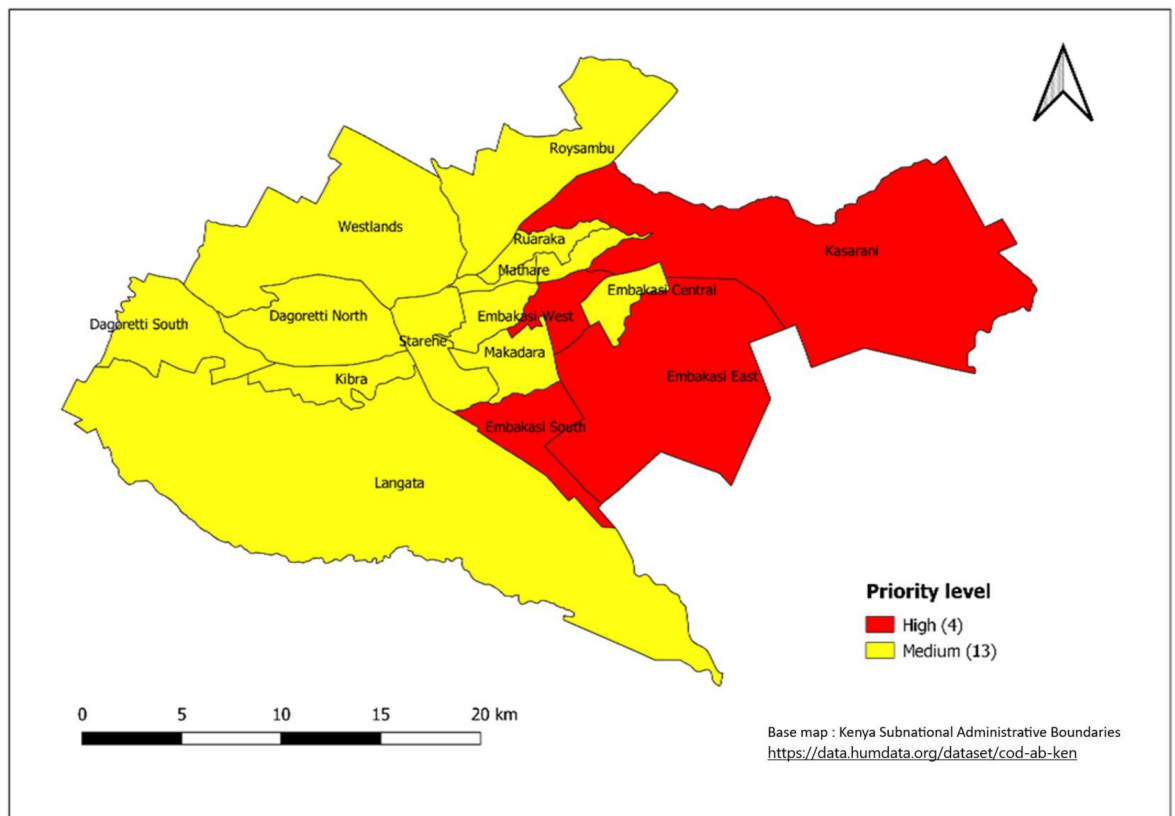 Roysambu
Westlands
Kasarani
Ruaraka
Mathare
Embakasi Central
Dagoretti South
Dagoretti North
Embakasi West
Starehe
Makadara
Kibra
Embakasi East
Embakasi South
Langata
Priority level
High (4)
Medium (13)
0 5 10 15 20 km
Base map : Kenya Subnational Administrative Boundaries
https://data.humdata.org/dataset/cod-ab-ken